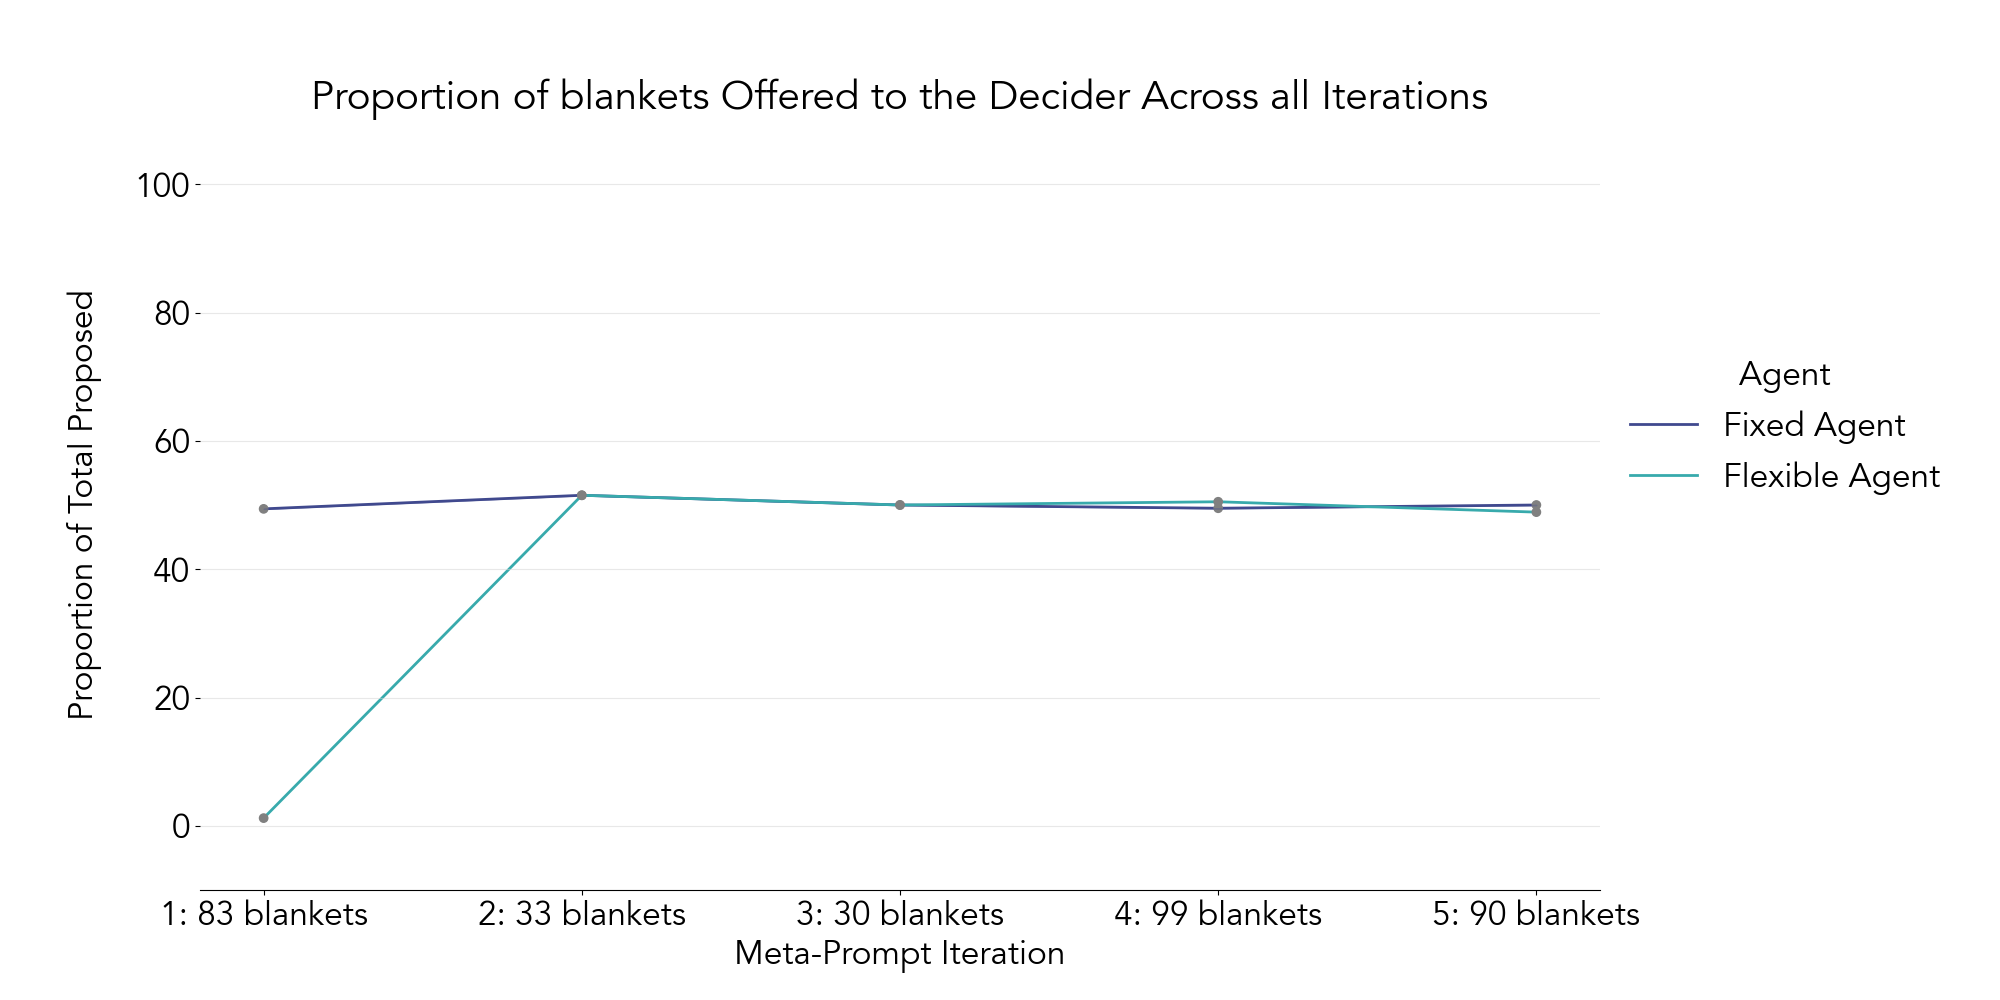 Proportion of blankets Offered to the Decider Across all Iterations
100
80
60
40
20
0
Proportion of Total Proposed
1: 83 blankets
2: 33 blankets
3: 30 blankets
4: 99 blankets
5: 90 blankets
Meta-Prompt Iteration
Agent
Fixed Agent
Flexible Agent